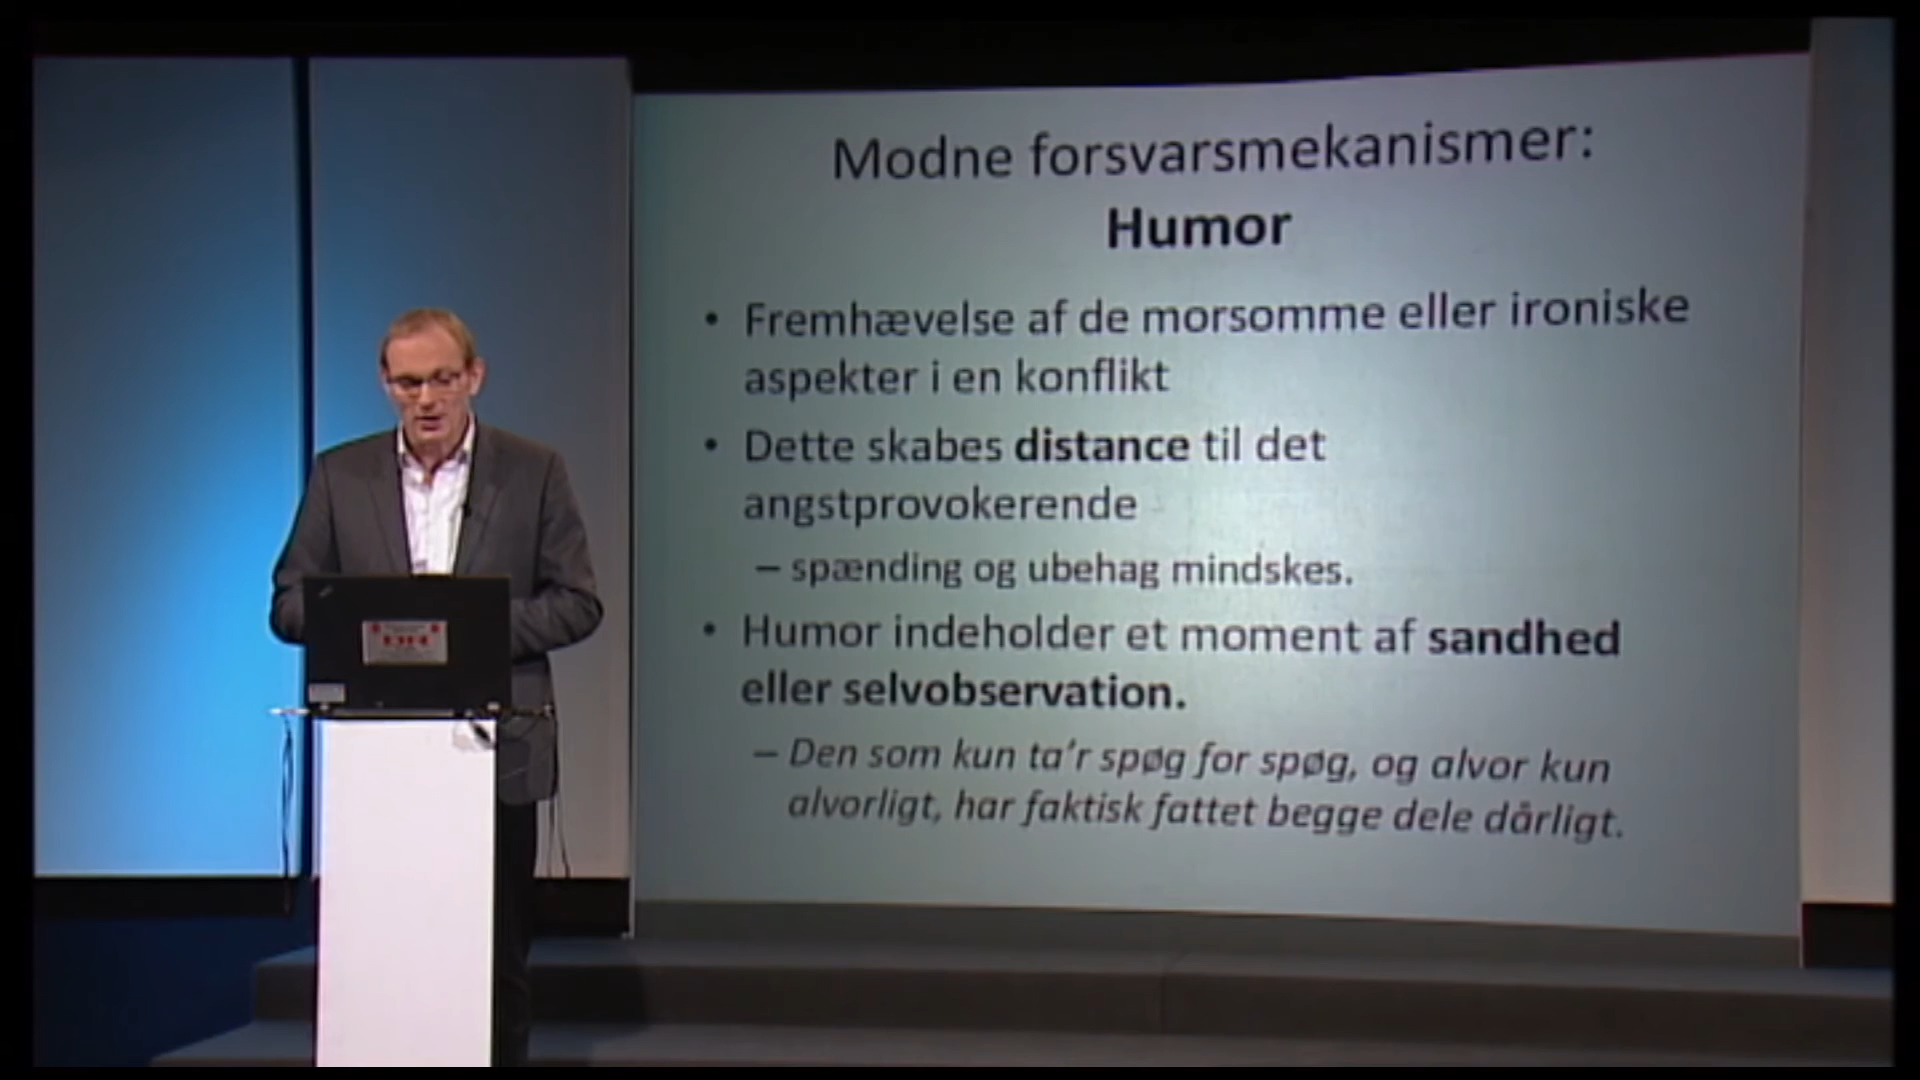 Modne forsvarsmekanismer:
Humor
• Fremhævelse af de morsomme eller ironiske
aspekter i en konflikt
• Dette skabes distance til det
angstprovokerende
– spænding og ubehag mindskes.
• Humor indeholder et moment af sandhed
eller selvobservation.
– Den som kun ta’r spøg for spøg, og alvor kun
alvorligt, har faktisk fattet begge dele dårligt.